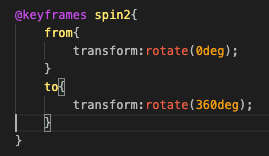 @keyframes spin2{
    from{
        transform:rotate(0deg);
    }
    to{
        transform:rotate(360deg);
    }
}